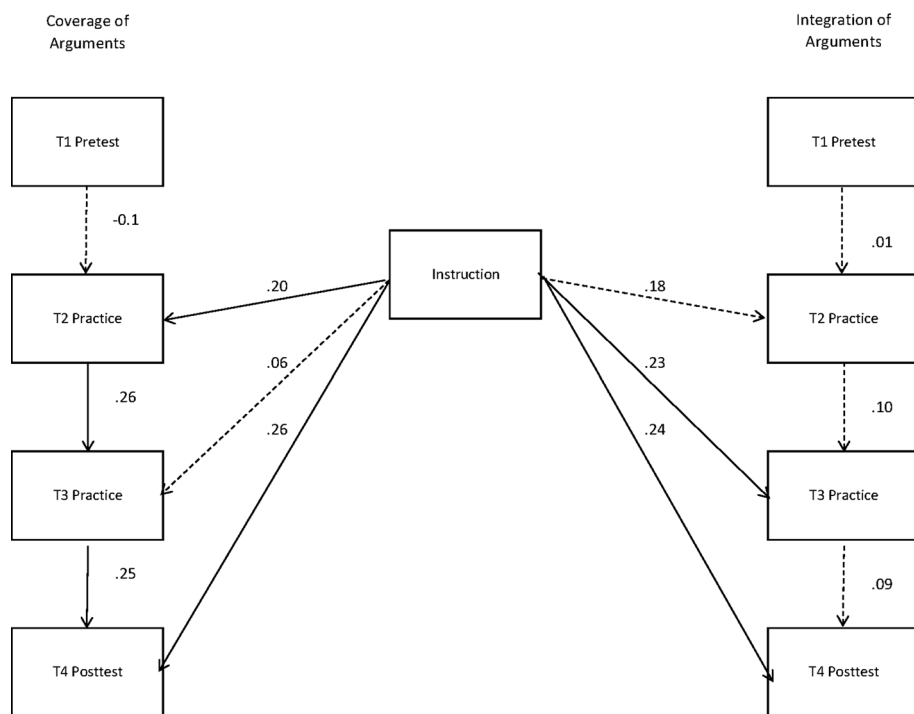 Coverage of
Arguments
Integration of
Arguments
T1 Pretest
T1 Pretest
-0.1
.01
Instruction
T2 Practice
.20
.18
T2 Practice
.06
.23
.26
.10
.26
.24
T3 Practice
T3 Practice
.25
.09
T4 Posttest
T4 Posttest